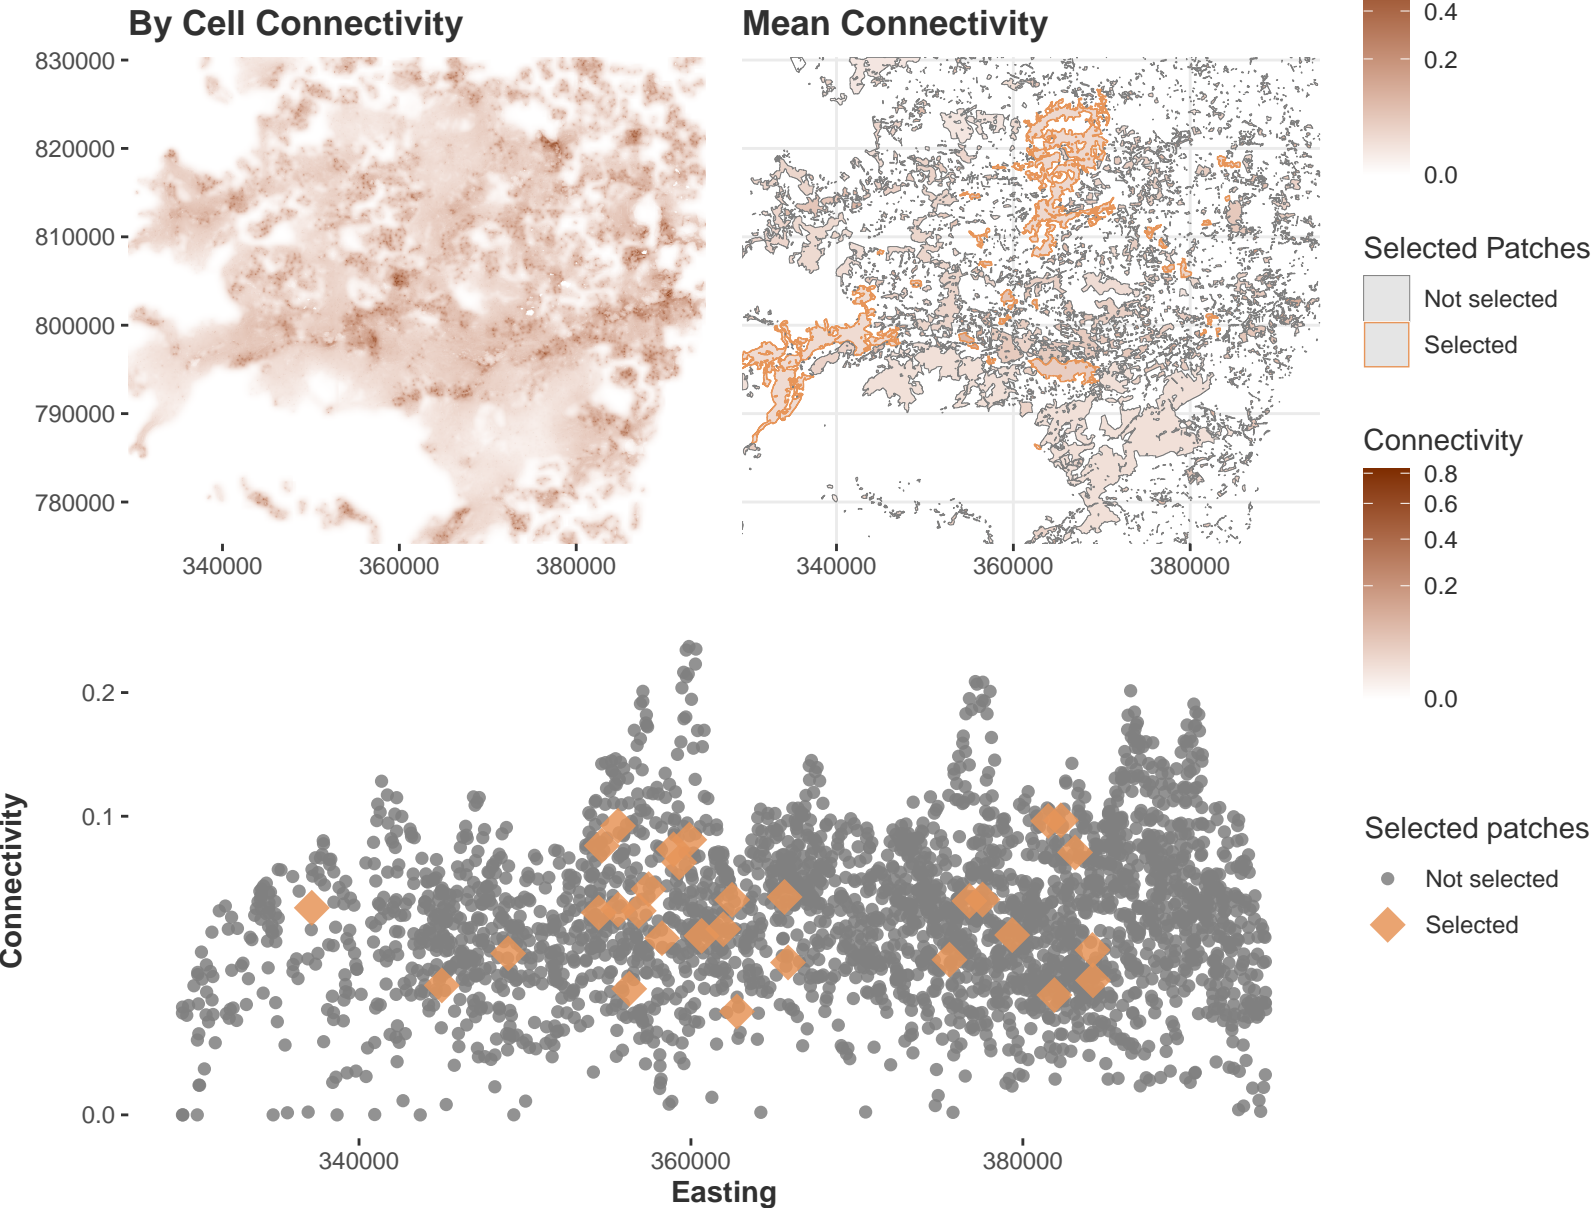 By Cell Connectivity
Mean Connectivity
830000
820000
810000
800000
790000
780000
340000
360000
380000
340000
360000
380000
0.4
0.2
0.0
Selected Patches
Not selected
Selected
Connectivity
0.8
0.6
0.4
0.2
0.0
Connectivity
0.2
0.1
0.0
340000
360000
380000
Easting
Selected patches
Not selected
Selected